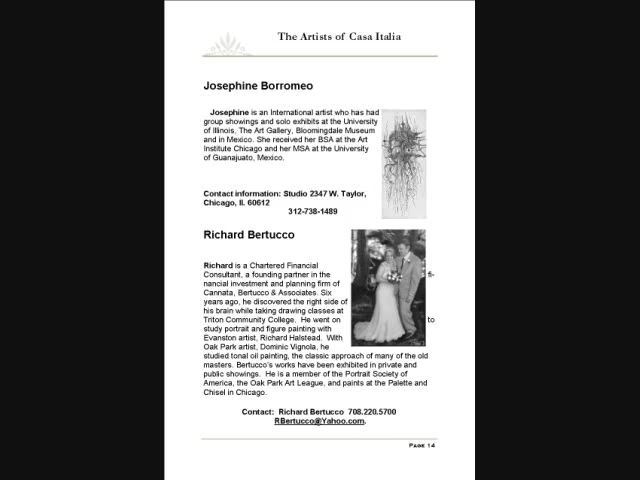 The Artists of Casa Italia
Josephine Borromeo
Josephine is an International artist who has had
group showings and solo exhibits at the University
of Illinois, The Art Gallery, Bloomingdale Museum
and in Mexico. She received her BSA at the Art
Institute Chicago and her MSA at the University
of Guanajuato, Mexico.
Contact information: Studio 2347 W. Taylor,
Chicago, Il. 60612
312-738-1489
Richard Bertucco
Richard is a Chartered Financial
Consultant, a founding partner in the fi-
nancial investment and planning firm of
Cannata, Bertucco & Associates. Six
years ago, he discovered the right side of
his brain while taking drawing classes at
Triton Community College. He went on to
study portrait and figure painting with
Evanston artist, Richard Halstead. With
Oak Park artist, Dominic Vignola, he
studied tonal oil painting, the classic approach of many of the old
masters. Bertucco's works have been exhibited in private and
public showings. He is a member of the Portrait Society of
America, the Oak Park Art League, and paints at the Palette and
Chisel in Chicago.
Contact: Richard Bertucco 708.220.5700
RBertucco@Yahoo.com.
Page 14